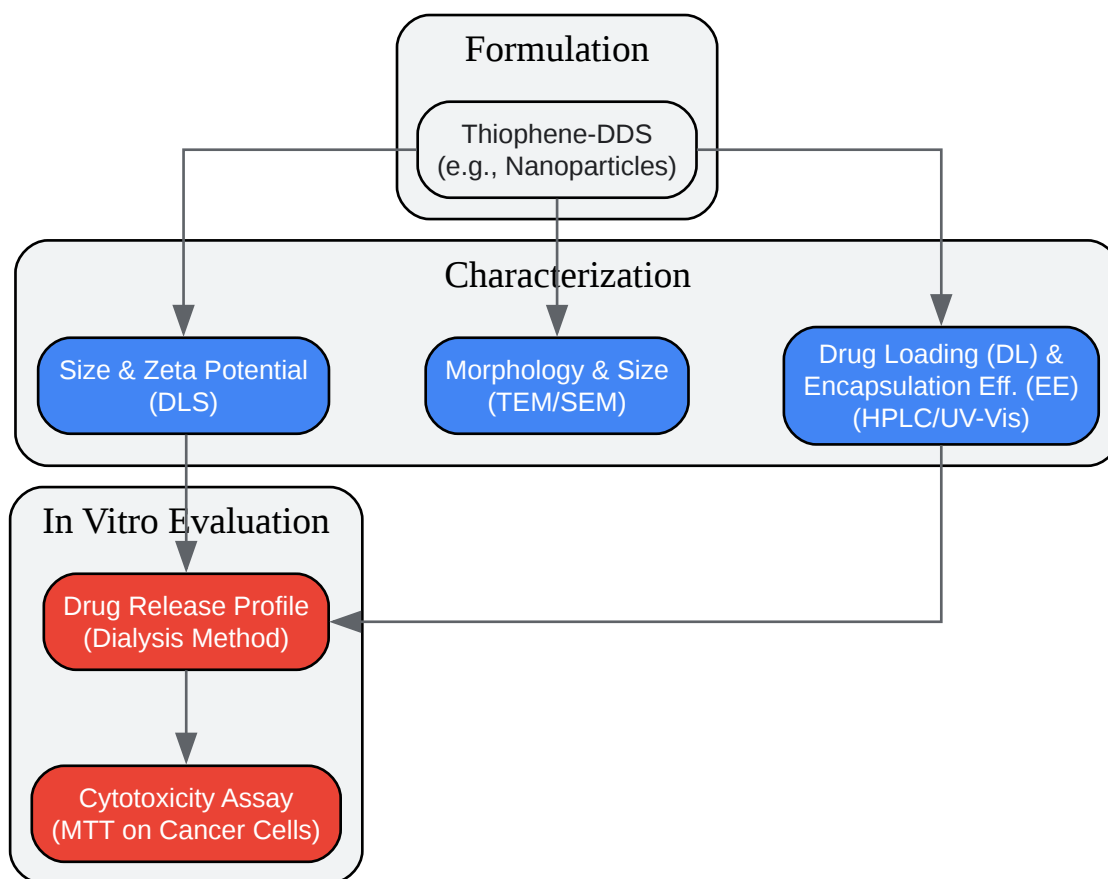 Formulation
Thiophene-DDS
(e.g., Nanoparticles)
Characterization
Size & Zeta Potential
(DLS)
Morphology & Size
(TEM/SEM)
Drug Loading (DL) &
Encapsulation Eff. (EE)
(HPLC/UV-Vis)
In Vitro Evaluation
Drug Release Profile
(Dialysis Method)
Cytotoxicity Assay
(MTT on Cancer Cells)